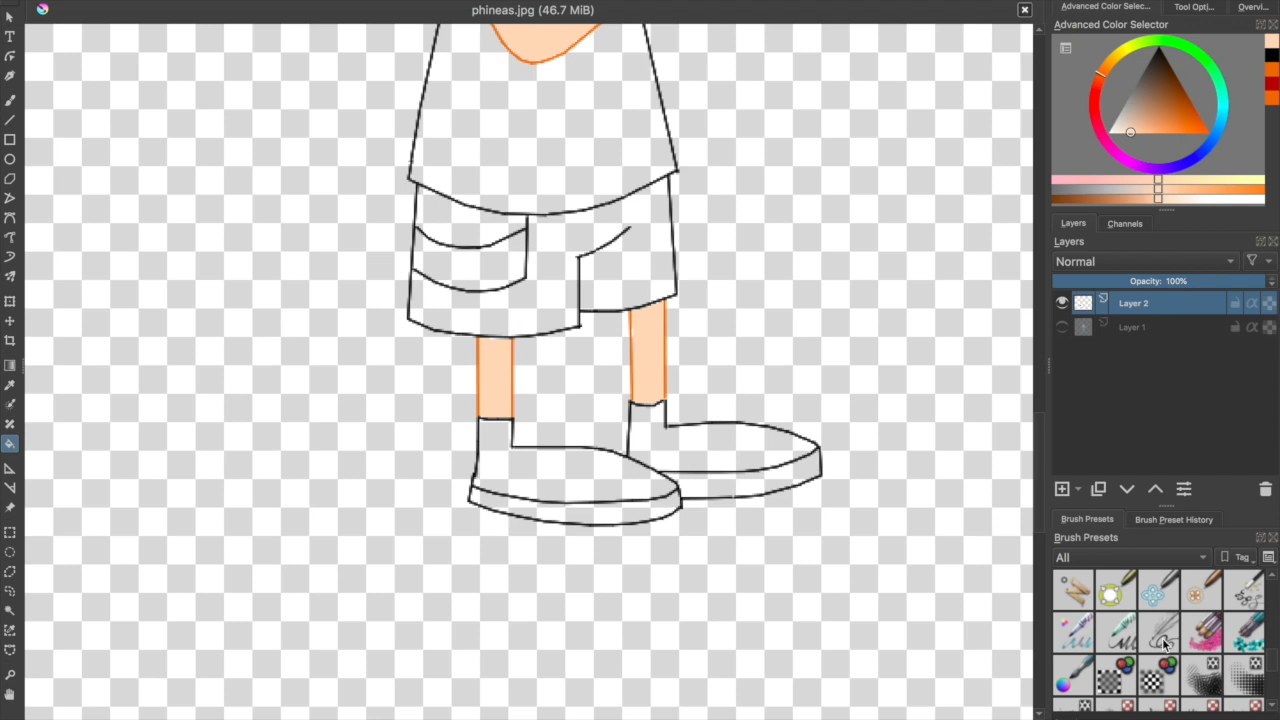 phineas.jpg (46.7 MiB)
Advanced Color Selec...
Tool Opti...
Overvi...
Advanced Color Selector
Layers
Channels
Layers
Normal
Opacity: 100%
Layer 2
Layer 1
Brush Presets
Brush Preset History
Brush Presets
All
Tag